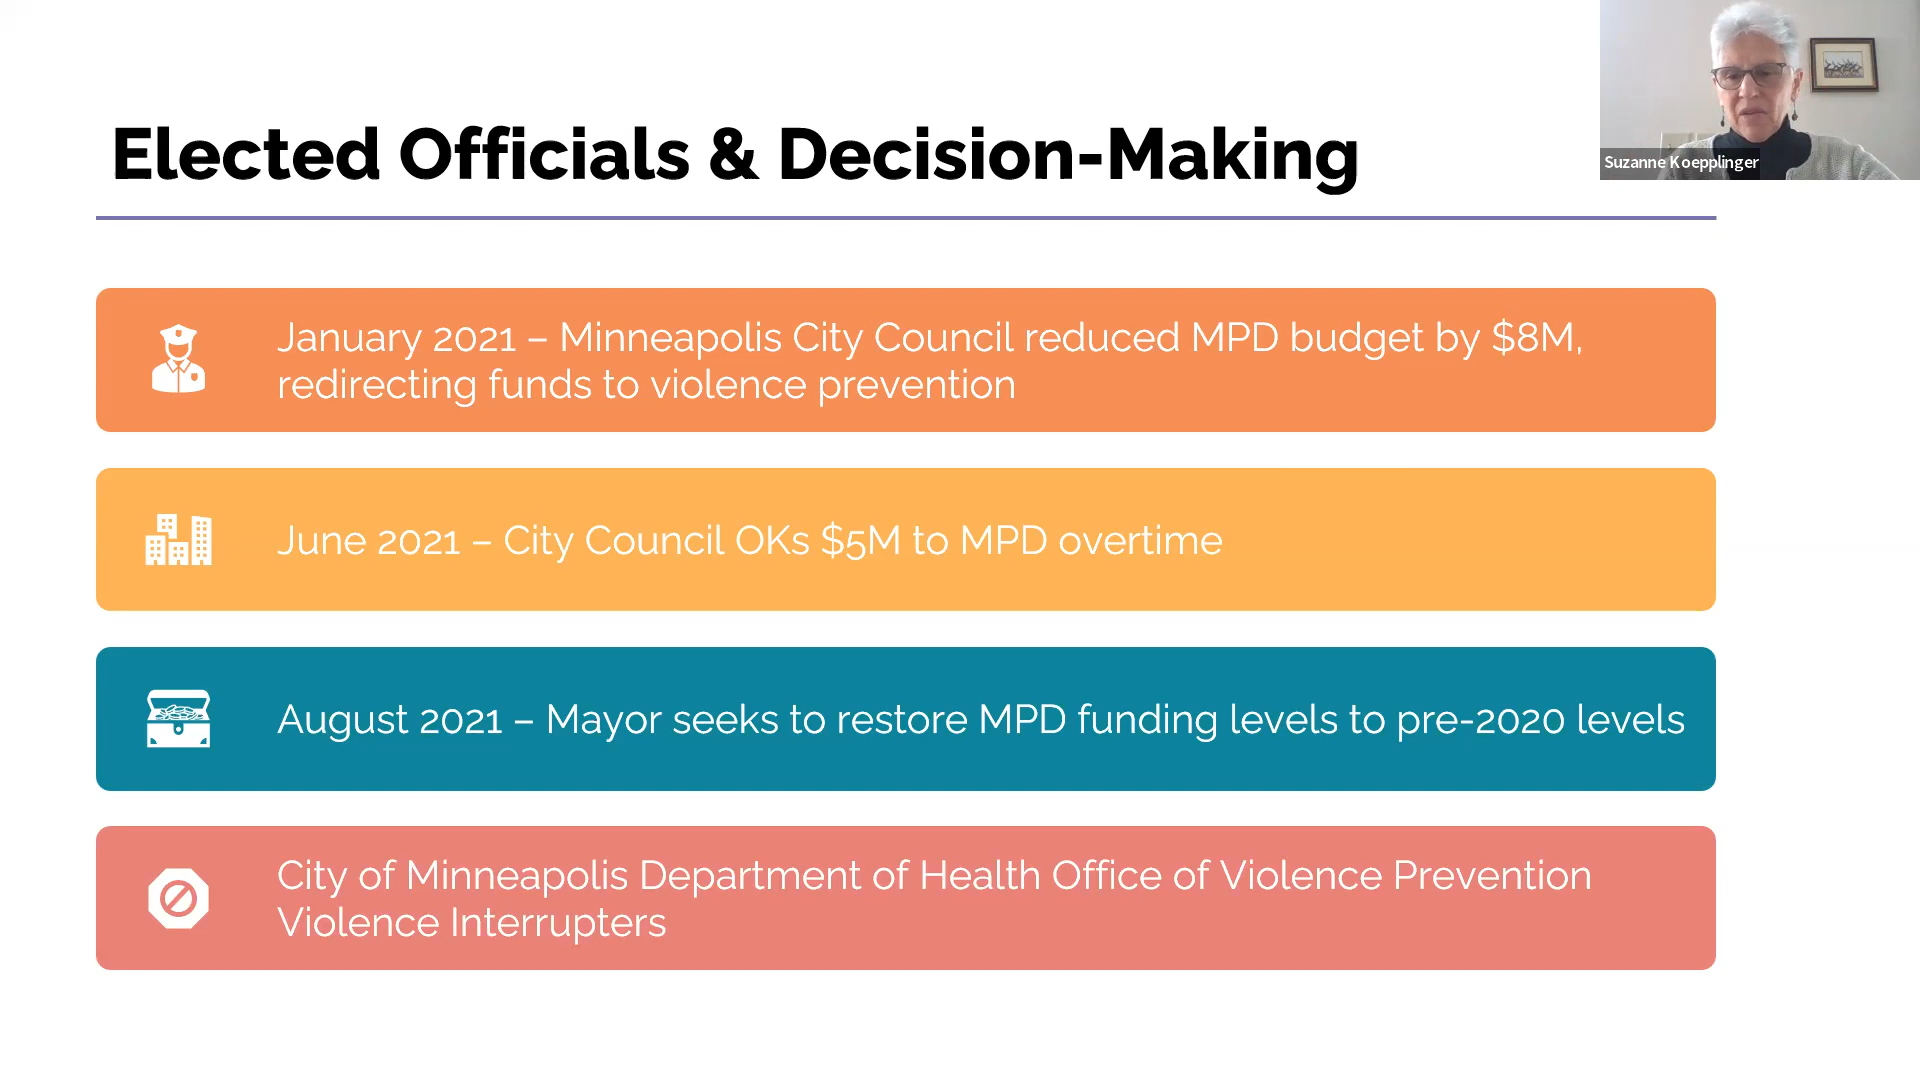 Suzanne Koepplinger
Elected Officials & Decision-Making
January 2021 – Minneapolis City Council reduced MPD budget by $8M,
redirecting funds to violence prevention
June 2021 – City Council OKs $5M to MPD overtime
August 2021 – Mayor seeks to restore MPD funding levels to pre-2020 levels
City of Minneapolis Department of Health Office of Violence Prevention
Violence Interrupters